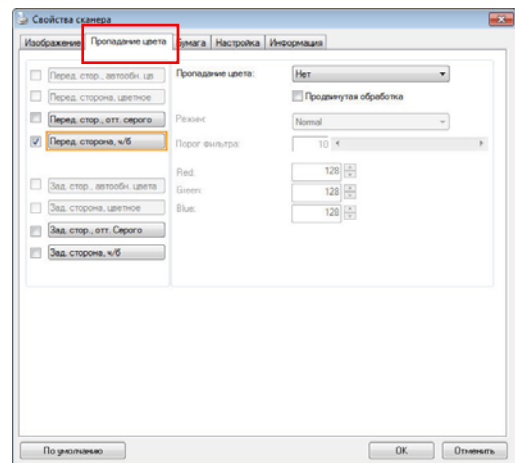 Свойства сканера
Изображение Пропадание цвета Бумага Настройка Информация
Перед. стор., автообн. цв
Перед. сторона, цветное
Перед. стор., отт. серого
Перед. сторона, ч/б
Зад. стор., автообн. цвета
Зад. сторона, цветное
Зад. стор., отт. Серого
Зад. сторона, ч/б
Пропадание цвета: Нет
Продвинутая обработка
Режим: Normal
Порог фильтра: 10
Red: 128
Green: 128
Blue: 128
По умолчанию OK Отменить